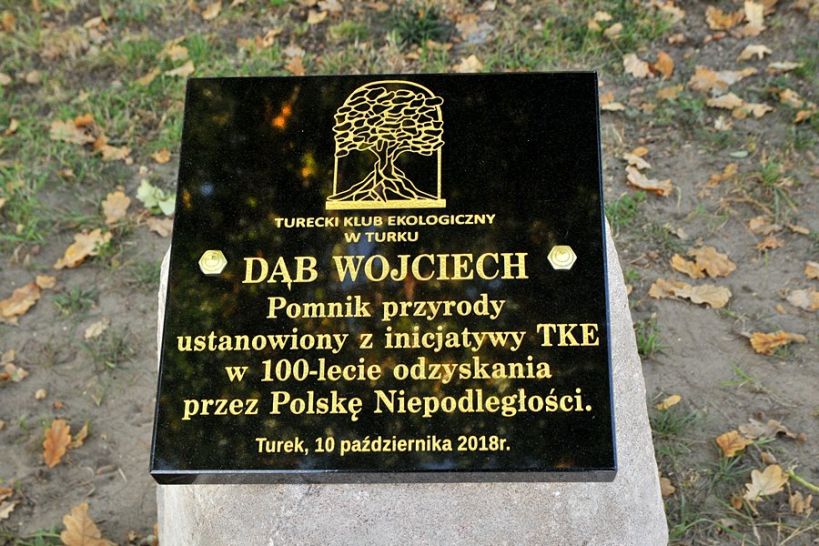 TURECKI KLUB EKOLOGICZNY
W TURKU
DĄB WOJCIECH
Pomnik przyrody
ustanowiony z inicjatywy TKE
w 100-lecie odzyskania
przez Polskę Niepodległości.
Turek, 10 października 2018r.